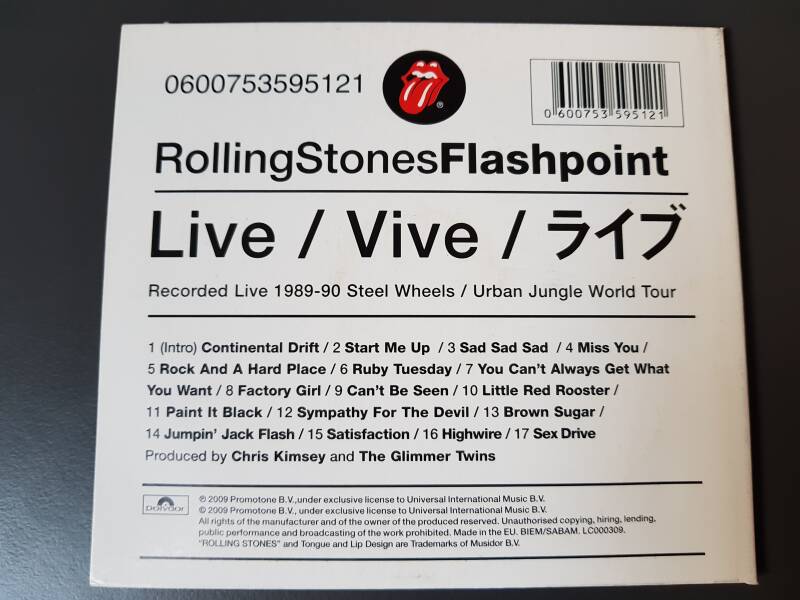 0600753595121
0 600753 595121
RollingStonesFlashpoint
Live / Vive / ライブ
Recorded Live 1989-90 Steel Wheels / Urban Jungle World Tour
1 (Intro) Continental Drift / 2 Start Me Up / 3 Sad Sad Sad / 4 Miss You /
5 Rock And A Hard Place / 6 Ruby Tuesday / 7 You Can't Always Get What
You Want / 8 Factory Girl / 9 Can't Be Seen / 10 Little Red Rooster /
11 Paint It Black / 12 Sympathy For The Devil / 13 Brown Sugar /
14 Jumpin' Jack Flash / 15 Satisfaction / 16 Highwire / 17 Sex Drive
Produced by Chris Kimsey and The Glimmer Twins
Polydor
℗ 2009 Promotone B.V.,under exclusive license to Universal International Music B.V.
© 2009 Promotone B.V.,under exclusive license to Universal International Music B.V.
All rights of the manufacturer and of the owner of the produced reserved. Unauthorised copying, hiring, lending,
public performance and broadcasting of the work prohibited. Made in the EU. BIEM/SABAM. LC000309.
"ROLLING STONES" and Tongue and Lip Design are Trademarks of Musidor B.V.